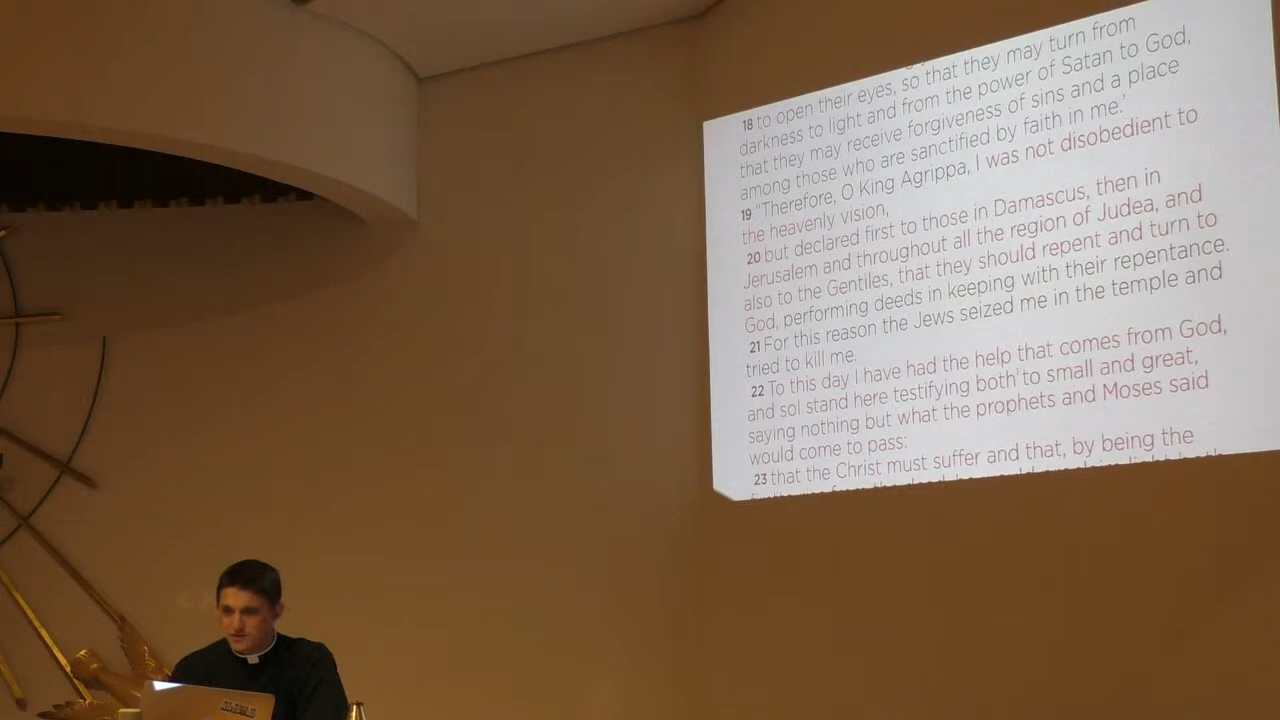 18 to open their eyes, so that they may turn from
darkness to light and from the power of Satan to God,
that they may receive forgiveness of sins and a place
among those who are sanctified by faith in me.'
19 "Therefore, O King Agrippa, I was not disobedient to
the heavenly vision,
20 but declared first to those in Damascus, then in
Jerusalem and throughout all the region of Judea, and
also to the Gentiles, that they should repent and turn to
God, performing deeds in keeping with their repentance.
21 For this reason the Jews seized me in the temple and
tried to kill me.
22 To this day I have had the help that comes from God,
and soI stand here testifying both to small and great,
saying nothing but what the prophets and Moses said
would come to pass:
23 that the Christ must suffer and that, by being the